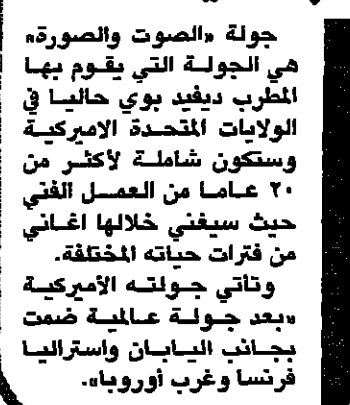 جولة «الصوت والصورة»
هي الجولة التي يقوم بها
المطرب ديفيد بوي حاليا في
الولايات المتحدة الاميركية
وستكون شاملة لأكثر من
٢٠ عاما من العمل الفني
حيث سيغني خلالها اغاني
من فترات حياته المختلفة.
وتاتي جولته الأميركية
«بعد جولة عالمية ضمت
بجانب اليابان واستراليا
فرنسا وغرب أوروبا».